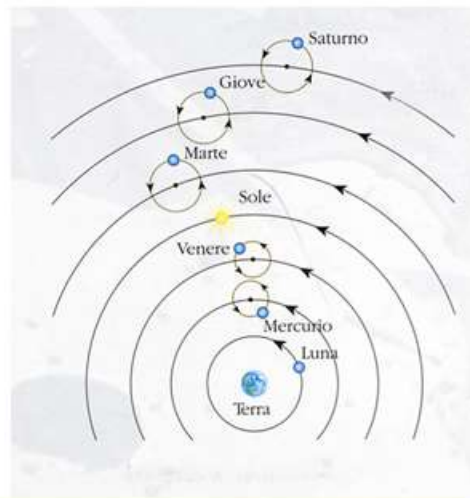 Saturno
Giove
Marte
Sole
Venere
Mercurio
Luna
Terra